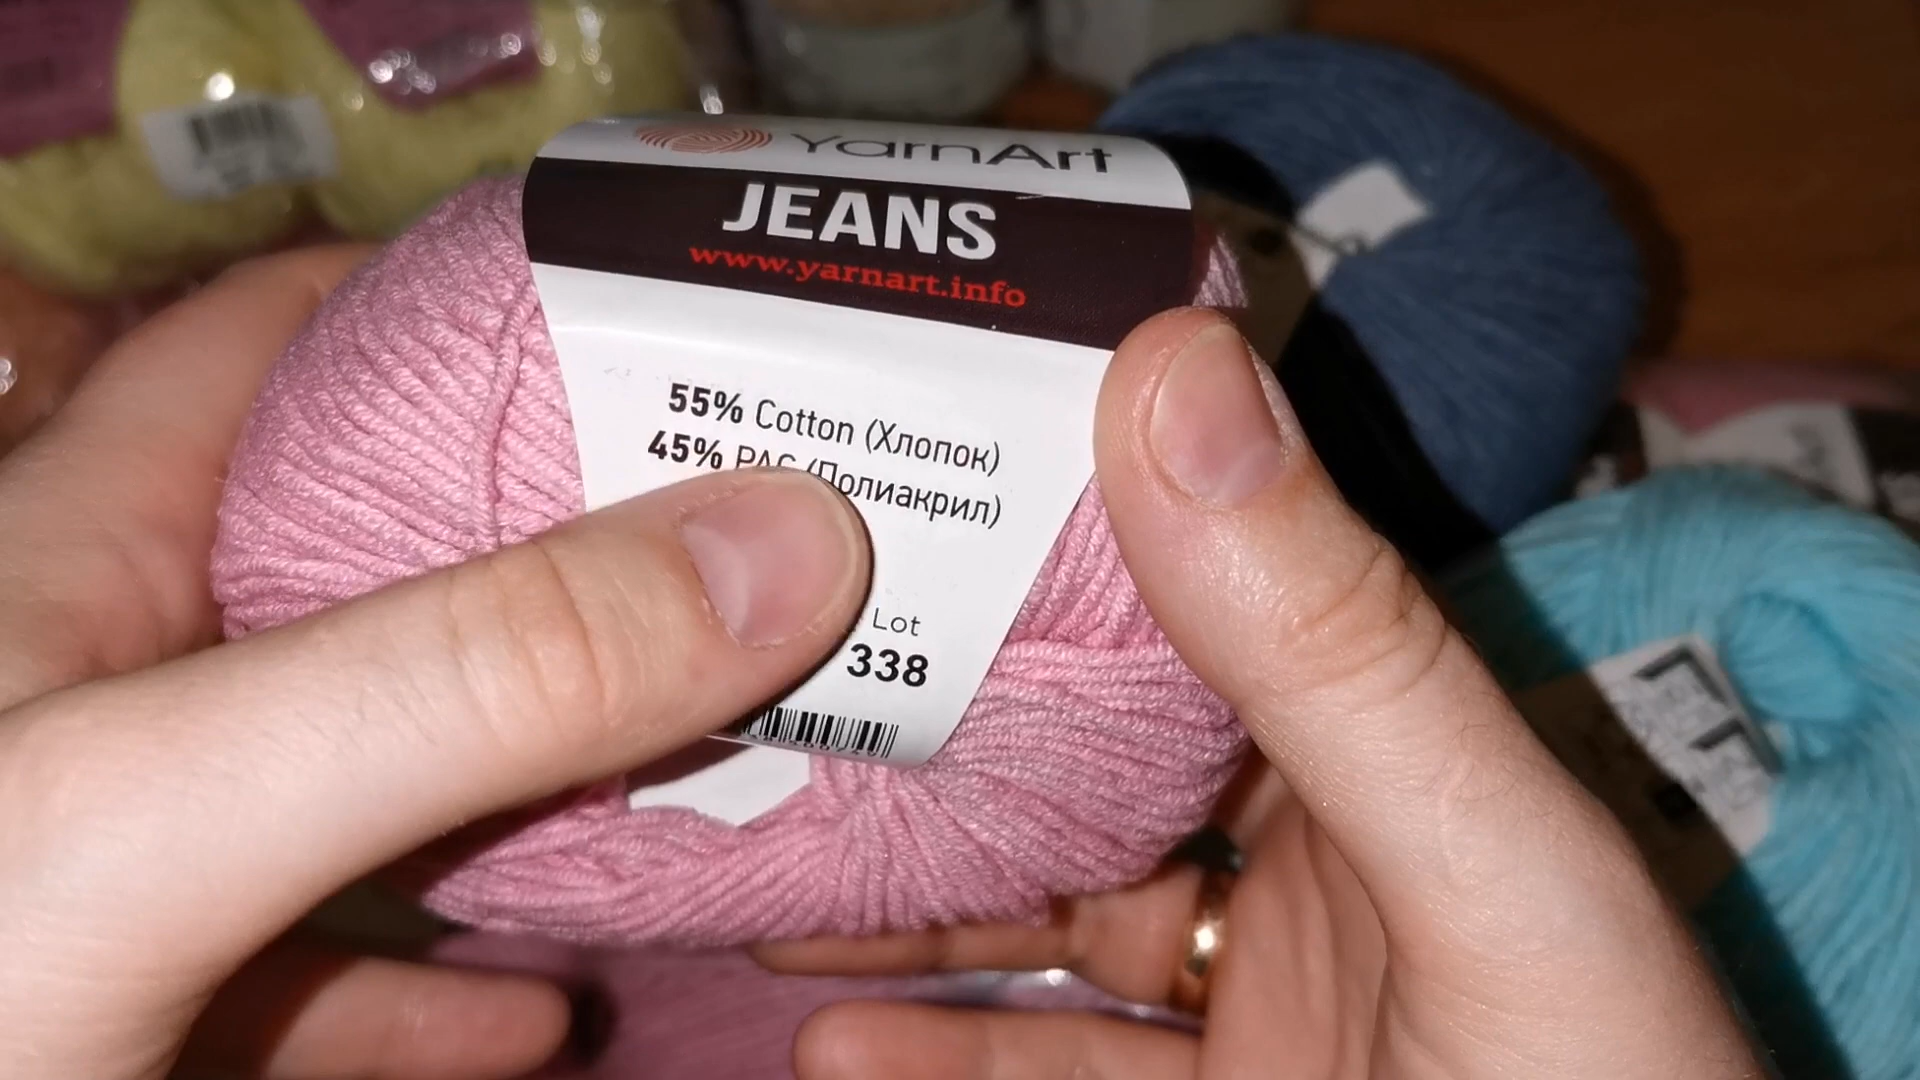 YarnArt
JEANS
www.yarnart.info
55% Cotton (Хлопок)
45% PAC (Полиакрил)
Lot
338